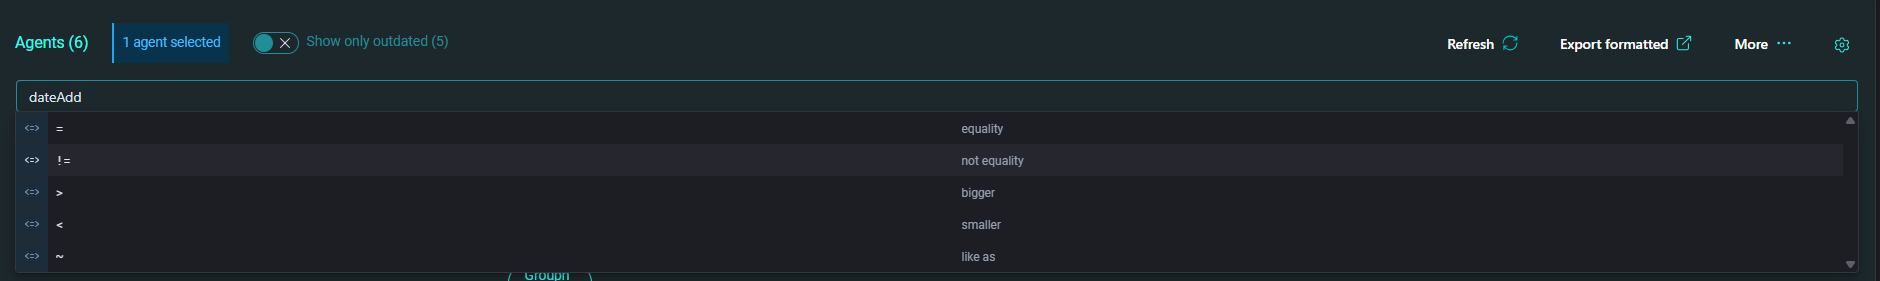 Agents (6)
1 agent selected
Show only outdated (5)
Refresh
Export formatted
More
dateAdd
= equality
!= not equality
> bigger
< smaller
~ like as